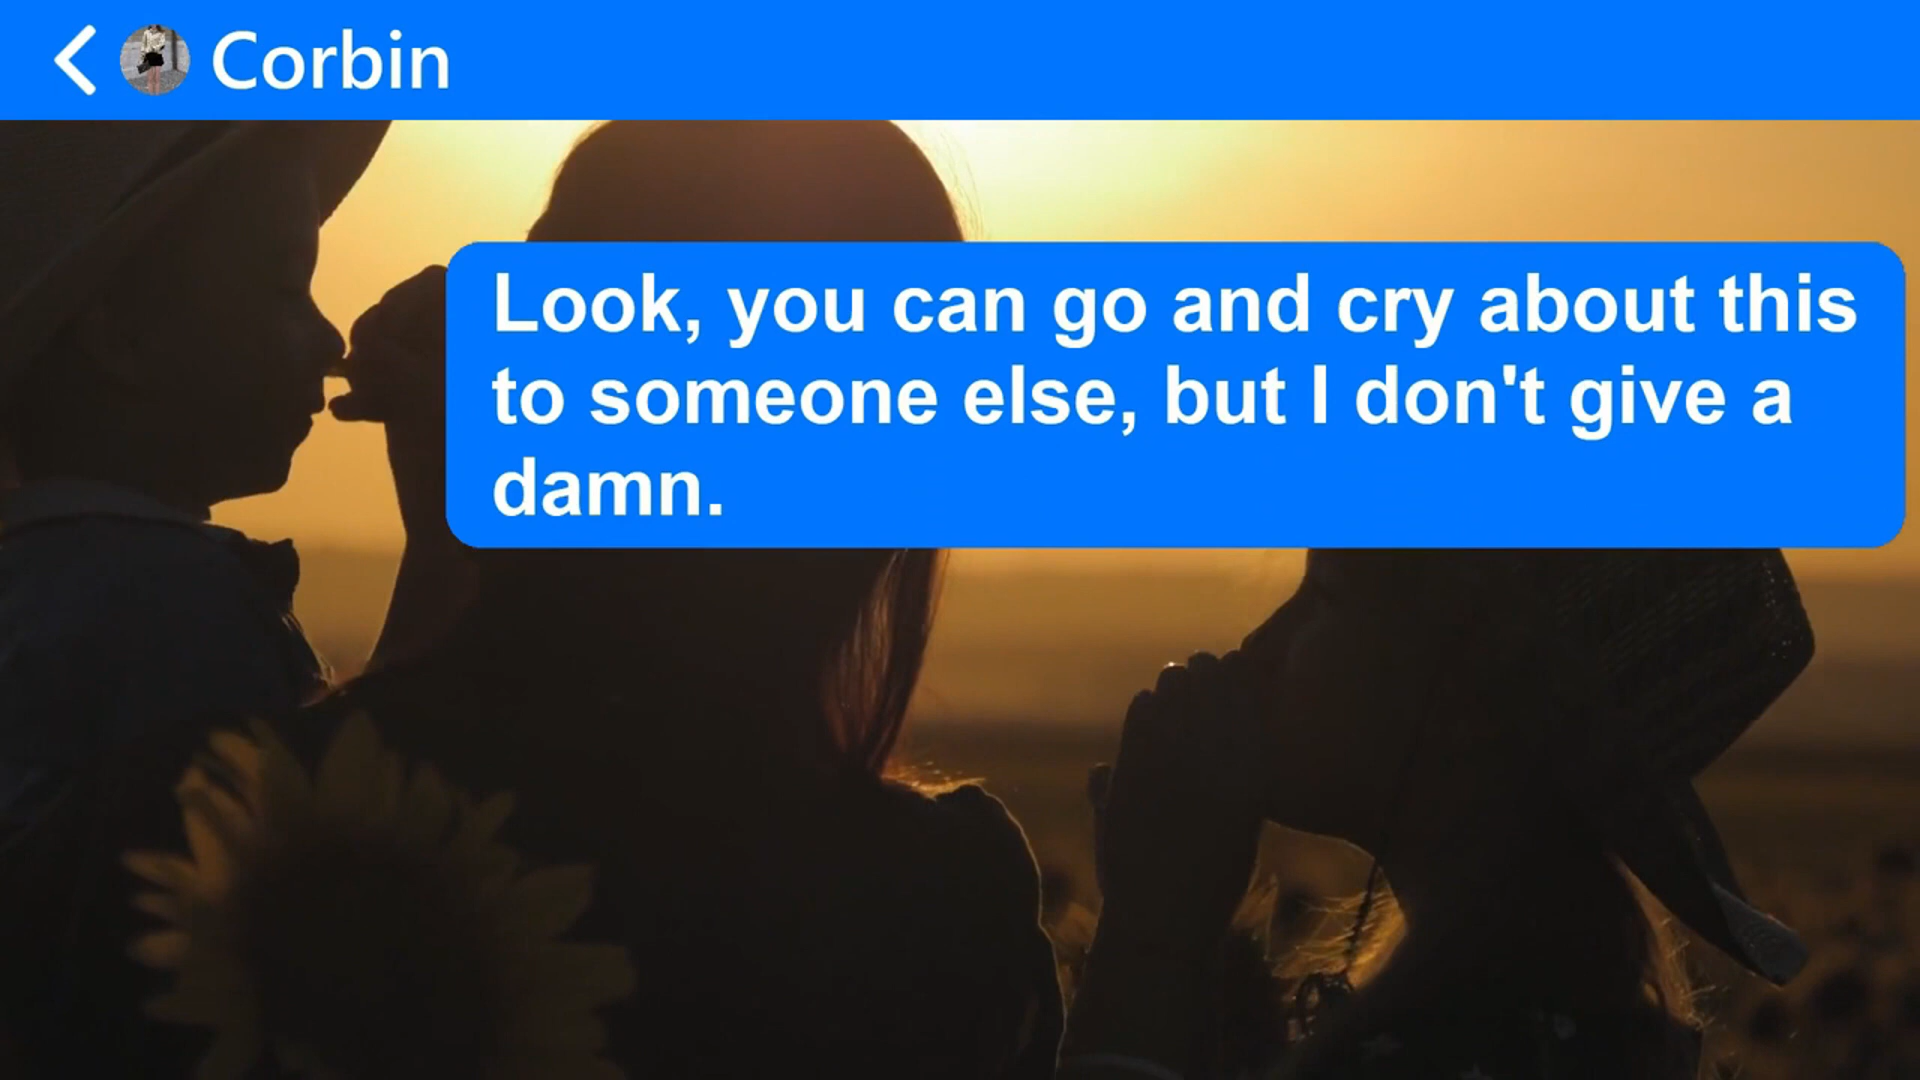 Corbin
Look, you can go and cry about this
to someone else, but I don't give a
damn.